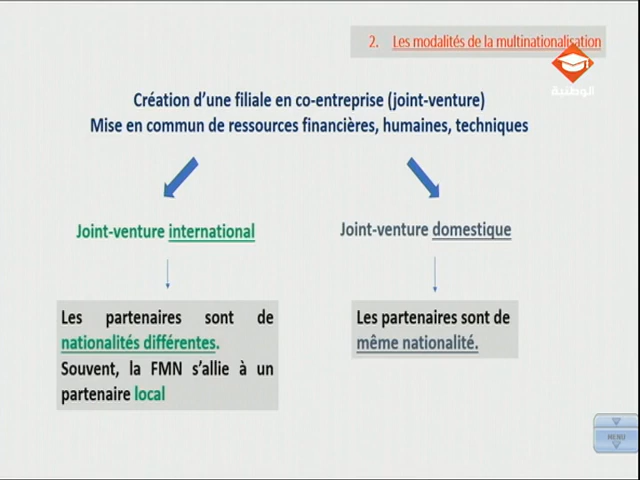 2. Les modalités de la multinationalisation
الوطنية
Création d’une filiale en co-entreprise (joint-venture)
Mise en commun de ressources financières, humaines, techniques
Joint-venture international
Joint-venture domestique
Les partenaires sont de
nationalités différentes.
Souvent, la FMN s’allie à un
partenaire local
Les partenaires sont de
même nationalité.
MENU